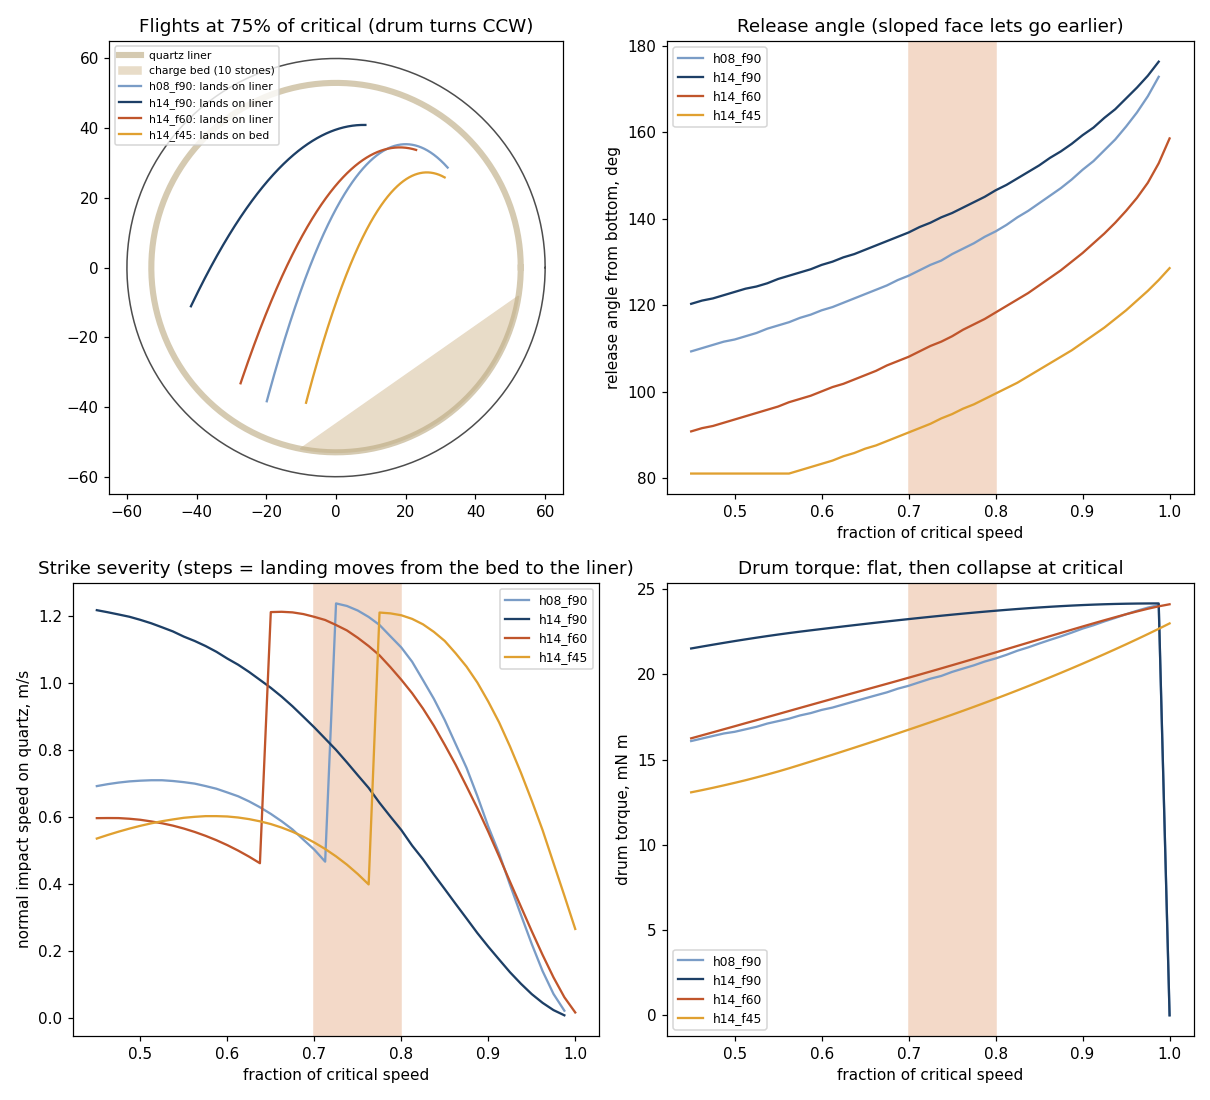 Flights at 75% of critical (drum turns CCW)
quartz liner
charge bed (10 stones)
h08_f90: lands on liner
h14_f90: lands on liner
h14_f60: lands on liner
h14_f45: lands on bed
60
40
20
0
−20
−40
−60
−60 −40 −20 0 20 40 60
Release angle (sloped face lets go earlier)
h08_f90
h14_f90
h14_f60
h14_f45
release angle from bottom, deg
180
160
140
120
100
80
0.5 0.6 0.7 0.8 0.9 1.0
fraction of critical speed
Strike severity (steps = landing moves from the bed to the liner)
h08_f90
h14_f90
h14_f60
h14_f45
normal impact speed on quartz, m/s
1.2
1.0
0.8
0.6
0.4
0.2
0.0
0.5 0.6 0.7 0.8 0.9 1.0
fraction of critical speed
Drum torque: flat, then collapse at critical
drum torque, mN m
25
20
15
10
5
0
h08_f90
h14_f90
h14_f60
h14_f45
0.5 0.6 0.7 0.8 0.9 1.0
fraction of critical speed